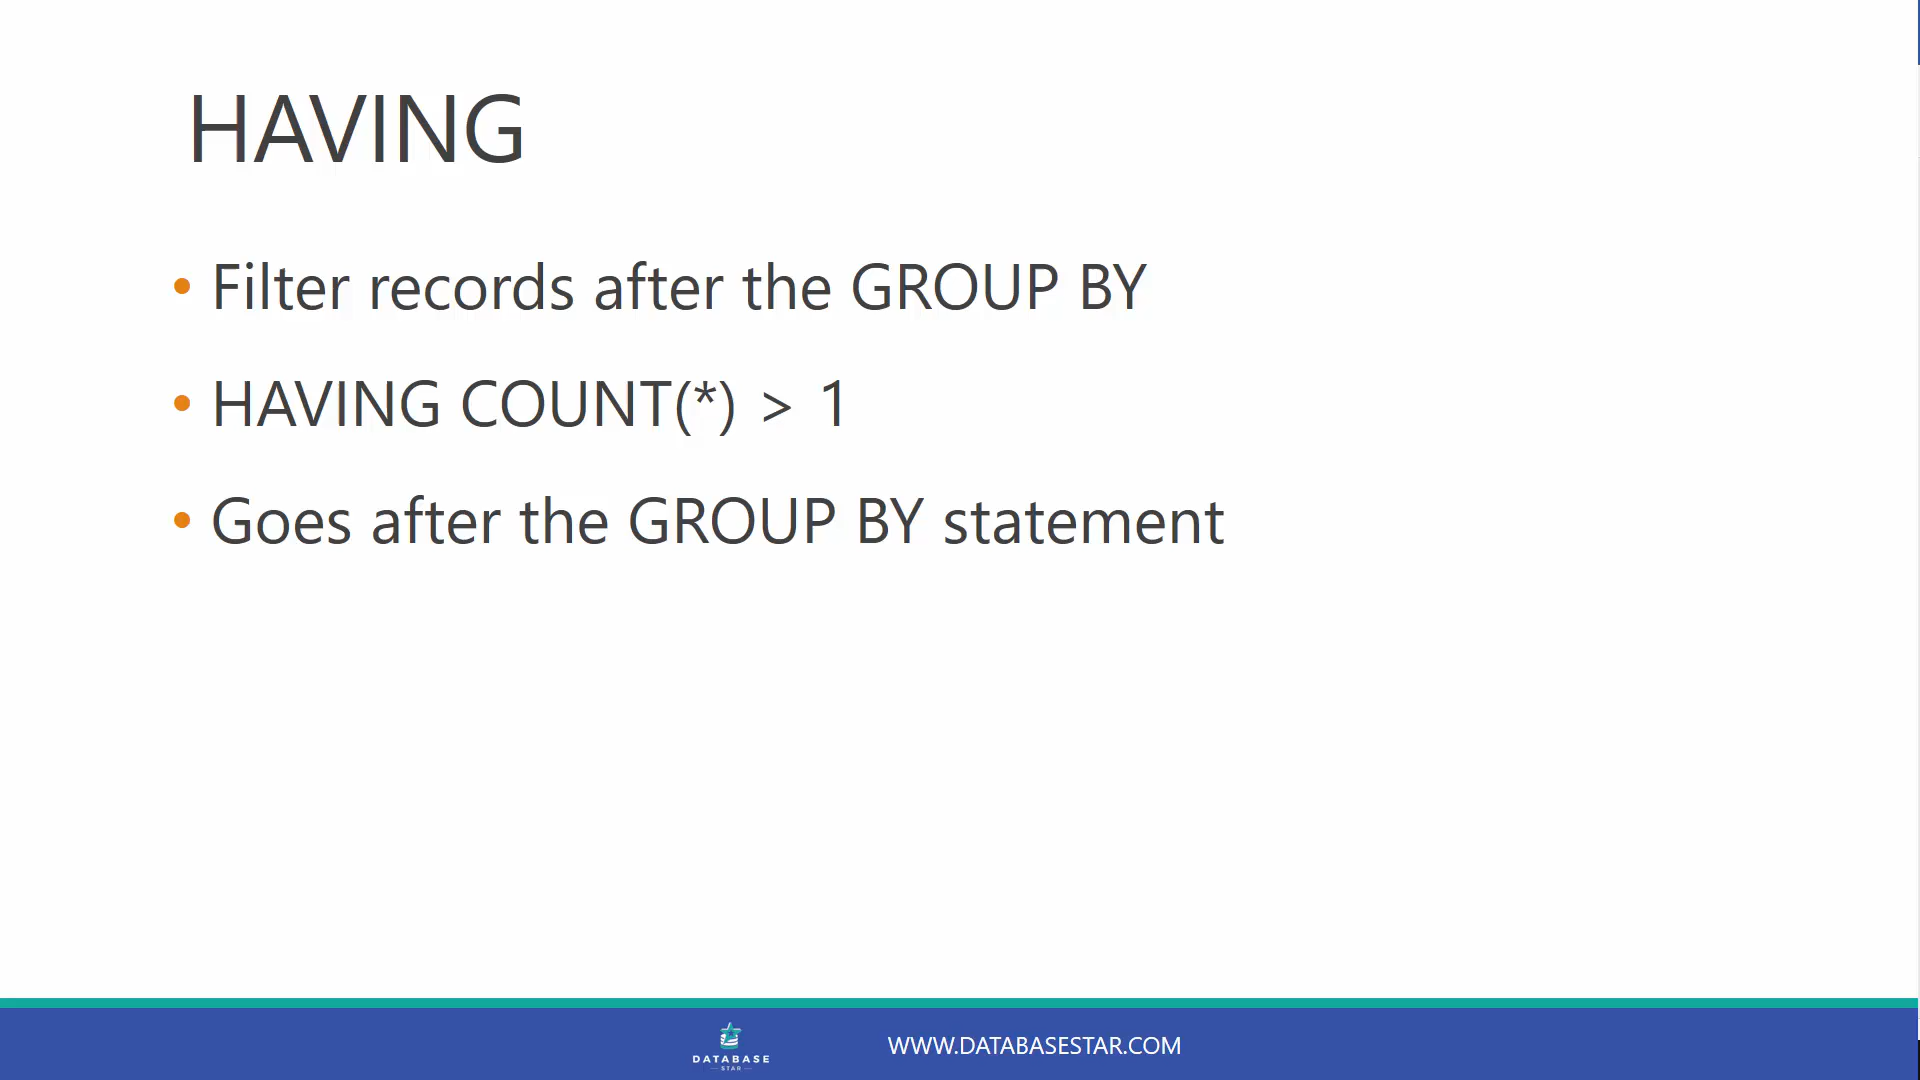 HAVING
• Filter records after the GROUP BY
• HAVING COUNT(*) > 1
• Goes after the GROUP BY statement
DATABASE
STAR
WWW.DATABASESTAR.COM